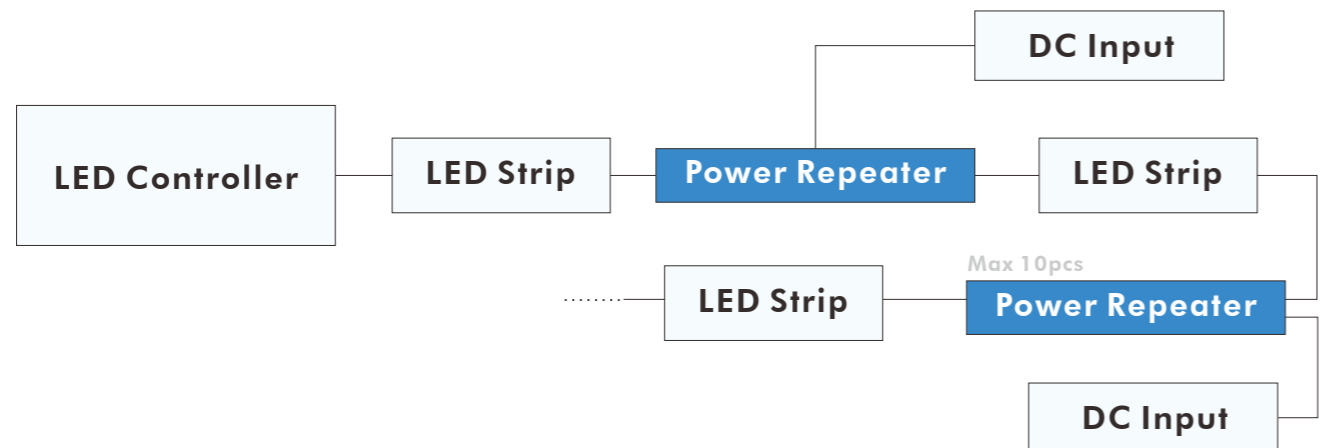 DC Input
LED Controller
LED Strip
Power Repeater
LED Strip
Max 10pcs
LED Strip
Power Repeater
DC Input